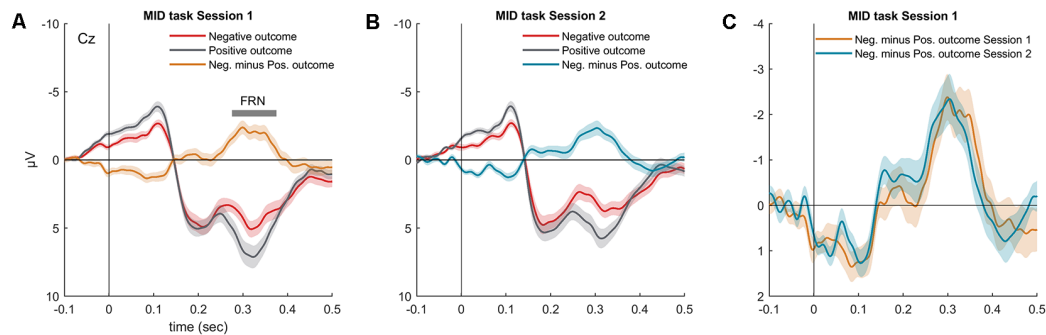 A
MID task Session 1
Cz
Negative outcome
Positive outcome
Neg. minus Pos. outcome
FRN
µV
-10
-5
0
5
10
-0.1
0
0.1
0.2
0.3
0.4
0.5
time (sec)
B
MID task Session 2
Negative outcome
Positive outcome
Neg. minus Pos. outcome
-10
-5
0
5
10
-0.1
0
0.1
0.2
0.3
0.4
0.5
C
MID task Session 1
Neg. minus Pos. outcome Session 1
Neg. minus Pos. outcome Session 2
-4
-3
-2
-1
0
1
2
-0.1
0
0.1
0.2
0.3
0.4
0.5